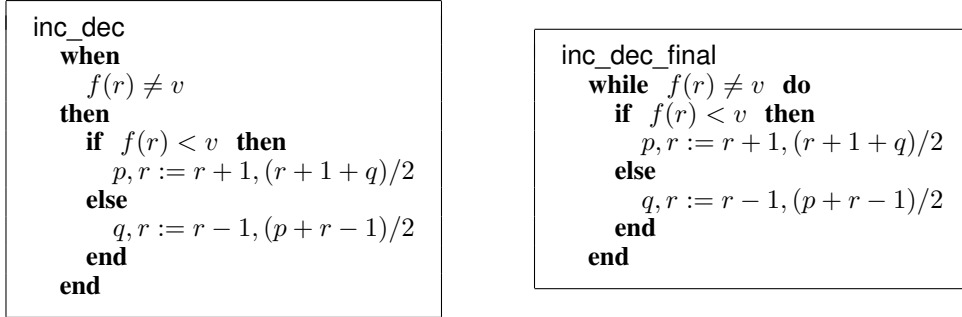 inc_dec
when
f(r) ≠ v
then
if f(r) < v then
p, r := r + 1, (r + 1 + q)/2
else
q, r := r − 1, (p + r − 1)/2
end
end
inc_dec_final
while f(r) ≠ v do
if f(r) < v then
p, r := r + 1, (r + 1 + q)/2
else
q, r := r − 1, (p + r − 1)/2
end
end